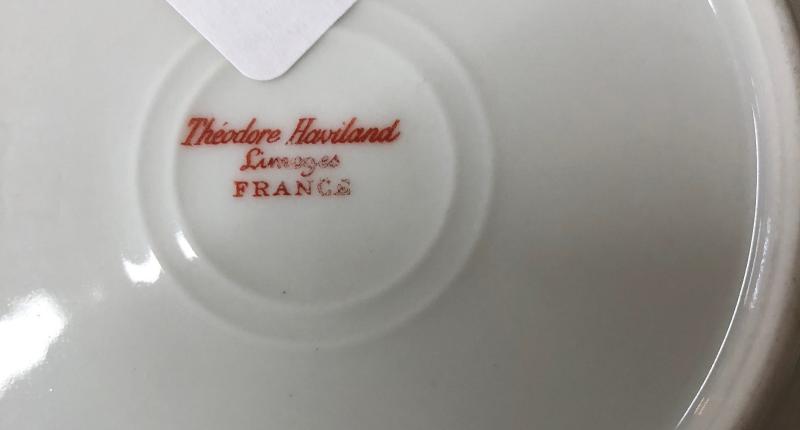 Théodore Haviland
Limoges
FRANCE